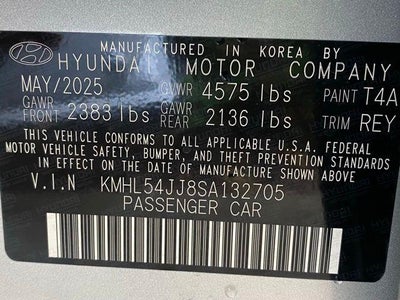 MANUFACTURED IN KOREA BY
HYUNDAI MOTOR COMPANY
MAY/2025 GVWR 4575 lbs PAINT T4A
GAWR FRONT 2383 lbs GAWR REAR 2136 lbs TRIM REY
THIS VEHICLE CONFORMS TO ALL APPLICABLE U.S.A. FEDERAL
MOTOR VEHICLE SAFETY, BUMPER, AND THEFT PREVENTION STANDARDS
IN EFFECT ON THE DATE OF MANUFACTURE SHOWN ABOVE.
V.I.N KMHL54JJ8SA132705
PASSENGER CAR